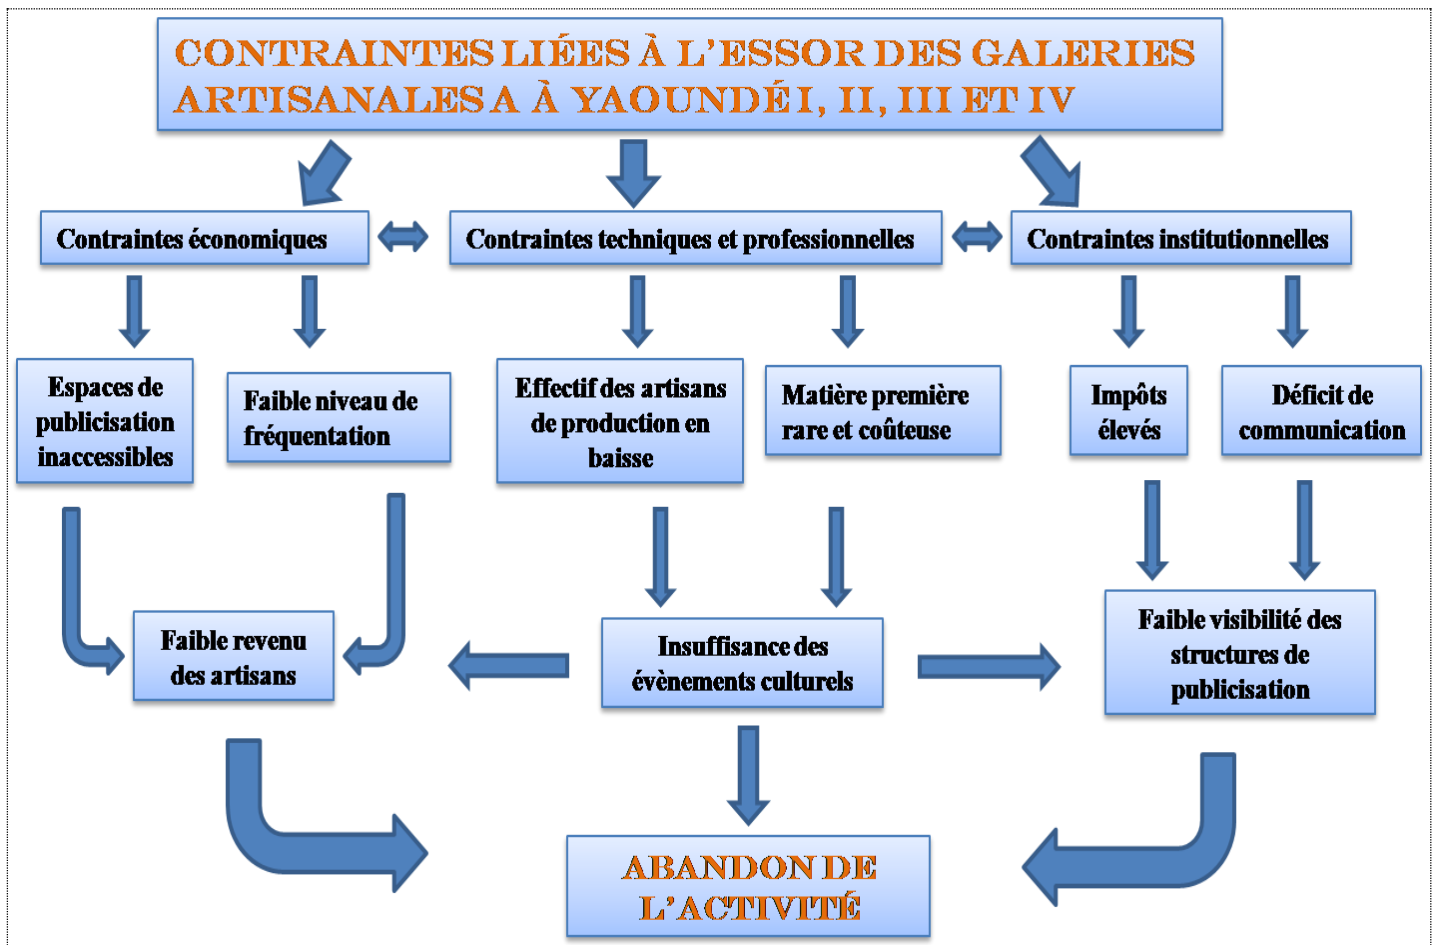 CONTRAINTES LIÉES À L'ESSOR DES GALERIES
ARTISANALES A À YAOUNDÉ I, II, III ET IV
Contraintes économiques
Contraintes techniques et professionnelles
Contraintes institutionnelles
Espaces de
publicisation
inaccessibles
Faible niveau de
fréquentation
Effectif des artisans
de production en
baisse
Matière première
rare et coûteuse
Impôts
élevés
Déficit de
communication
Faible revenu
des artisans
Insuffisance des
évènements culturels
Faible visibilité des
structures de
publicisation
ABANDON DE
L'ACTIVITÉ